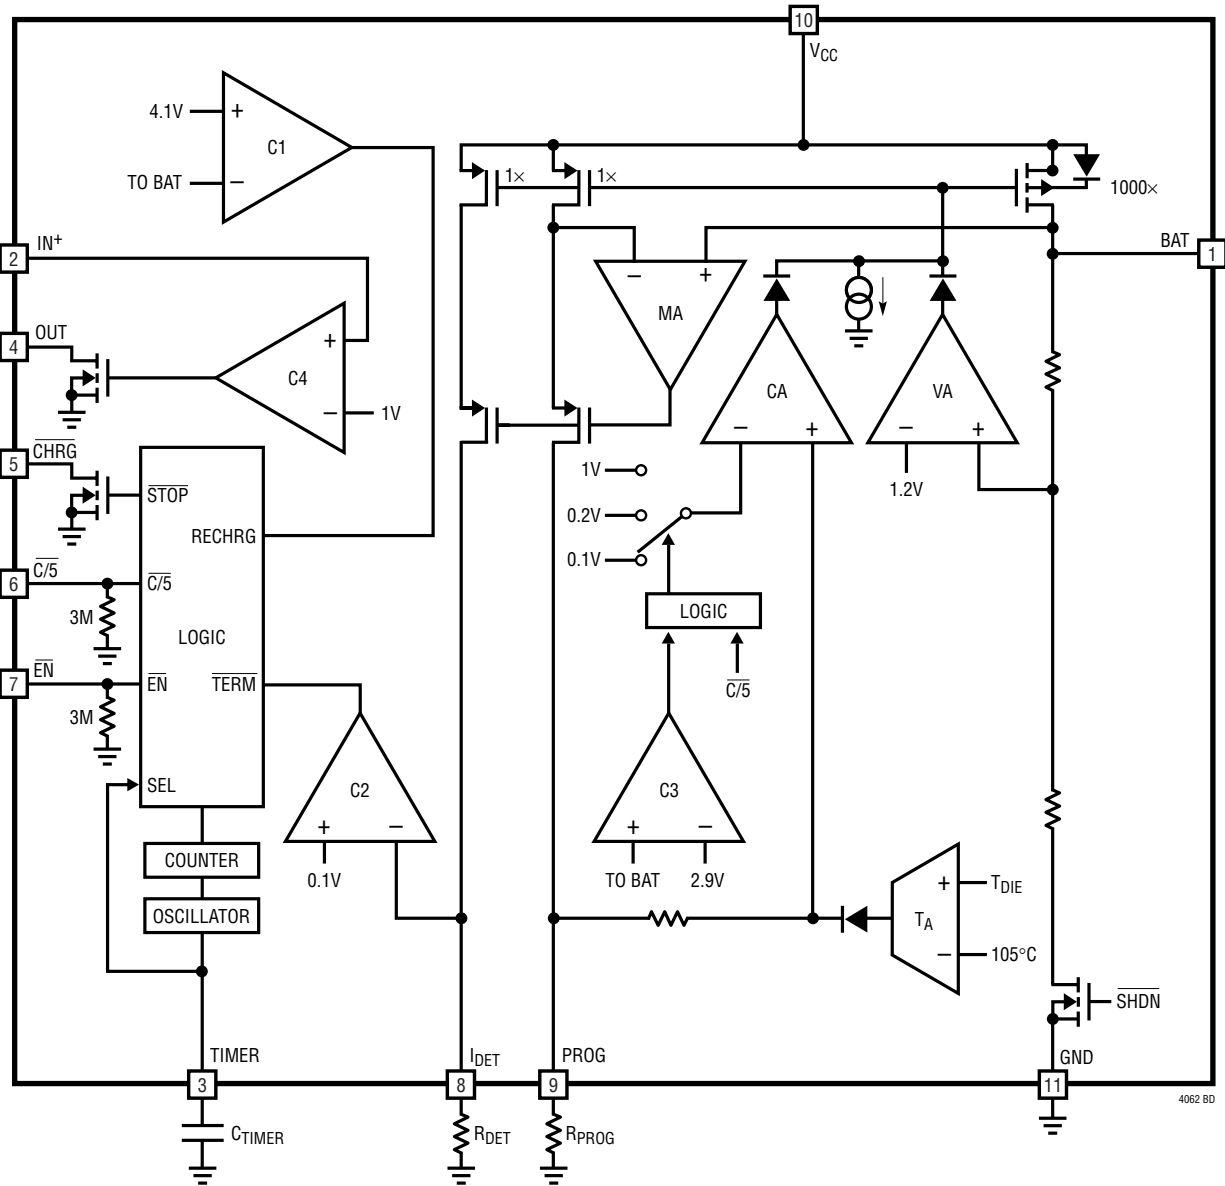 10
VCC
4.1V
+
C1
TO BAT
–
1×
1×
1000×
IN+
2
BAT
1
–
+
MA
OUT
4
+
C4
–
1V
CA
VA
–
+
–
+
CHRG
5
STOP
1V
1.2V
RECHRG
0.2V
0.1V
C/5
6
C/5
3M
LOGIC
LOGIC
EN
7
EN
TERM
C/5
3M
SEL
C2
C3
+
–
+
–
COUNTER
0.1V
TO BAT
2.9V
+
TDIE
OSCILLATOR
TA
–
105°C
SHDN
TIMER
IDET
PROG
GND
3
8
9
11
4062 BD
CTIMER
RDET
RPROG